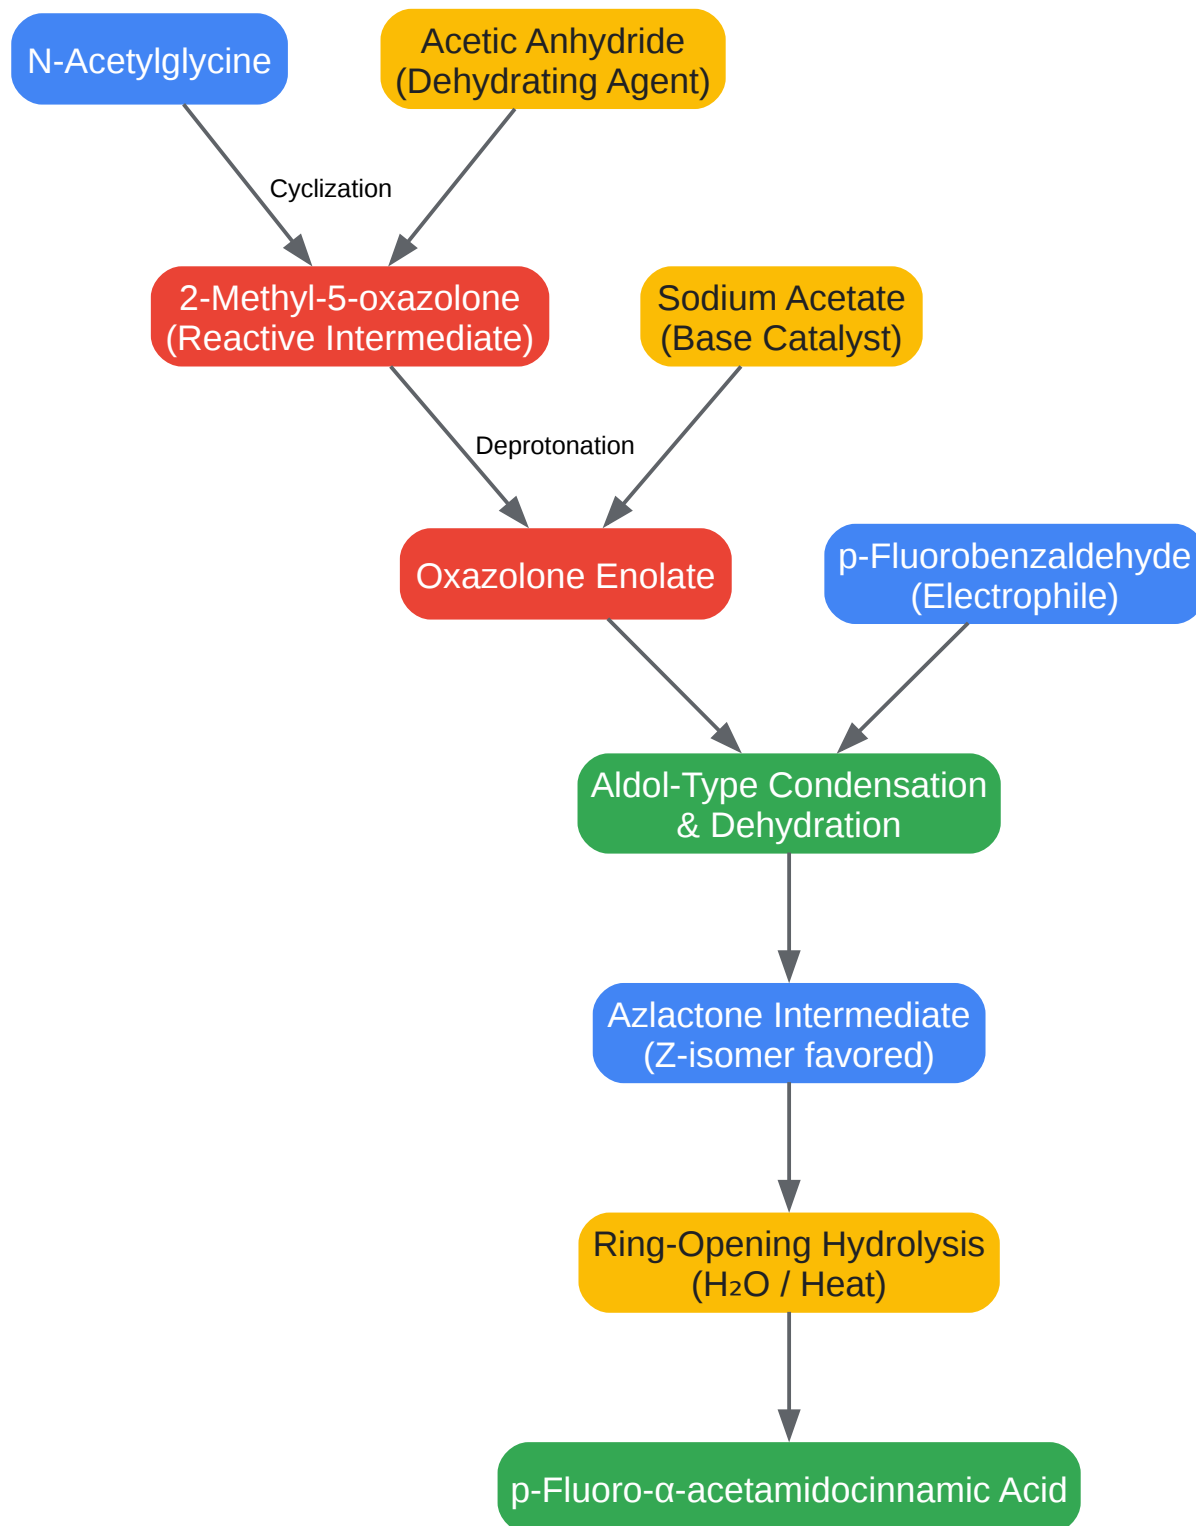 N-Acetylglycine
Acetic Anhydride
(Dehydrating Agent)
Cyclization
2-Methyl-5-oxazolone
(Reactive Intermediate)
Sodium Acetate
(Base Catalyst)
Deprotonation
Oxazolone Enolate
p-Fluorobenzaldehyde
(Electrophile)
Aldol-Type Condensation
& Dehydration
Azlactone Intermediate
(Z-isomer favored)
Ring-Opening Hydrolysis
(H₂O / Heat)
p-Fluoro-α-acetamidocinnamic Acid